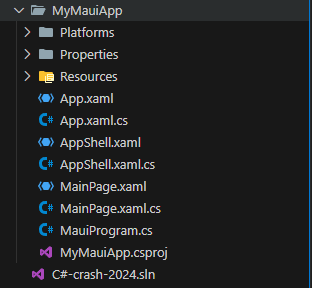 MyMauiApp
Platforms
Properties
Resources
App.xaml
App.xaml.cs
AppShell.xaml
AppShell.xaml.cs
MainPage.xaml
MainPage.xaml.cs
MauiProgram.cs
MyMauiApp.csproj
C#-crash-2024.sln